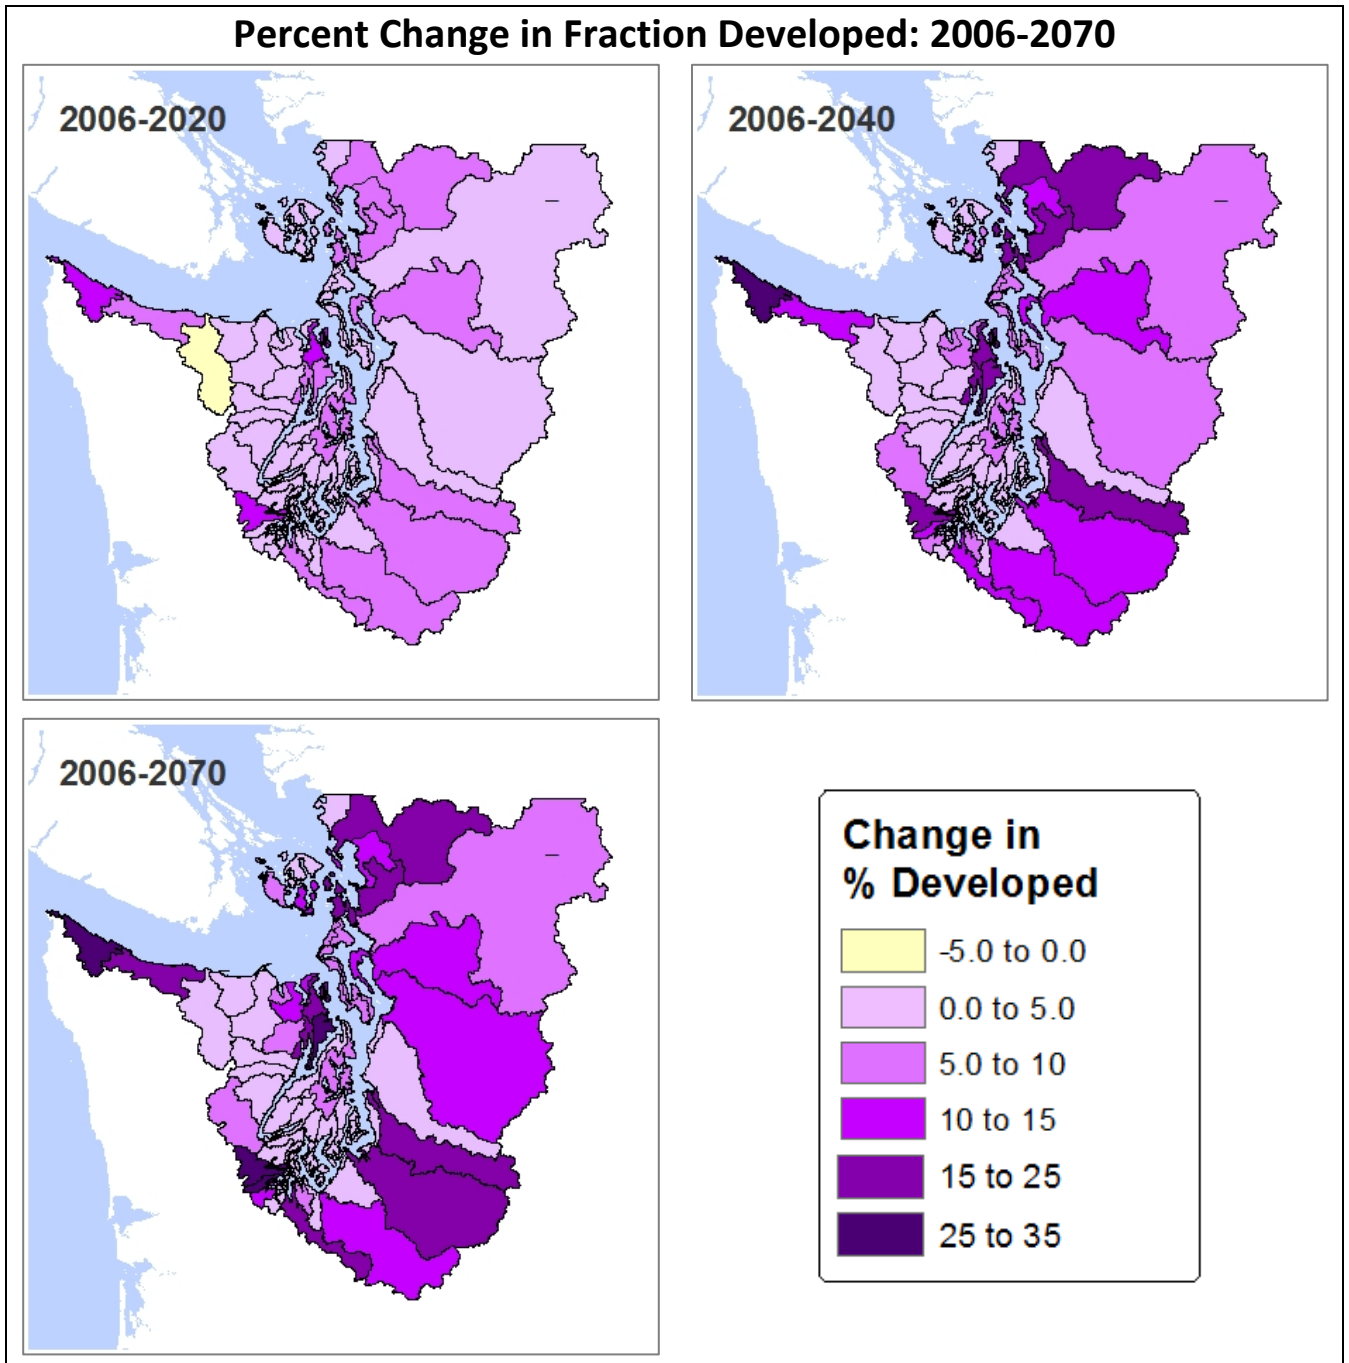 Percent Change in Fraction Developed: 2006-2070
2006-2020
2006-2040
2006-2070
Change in
% Developed
-5.0 to 0.0
0.0 to 5.0
5.0 to 10
10 to 15
15 to 25
25 to 35